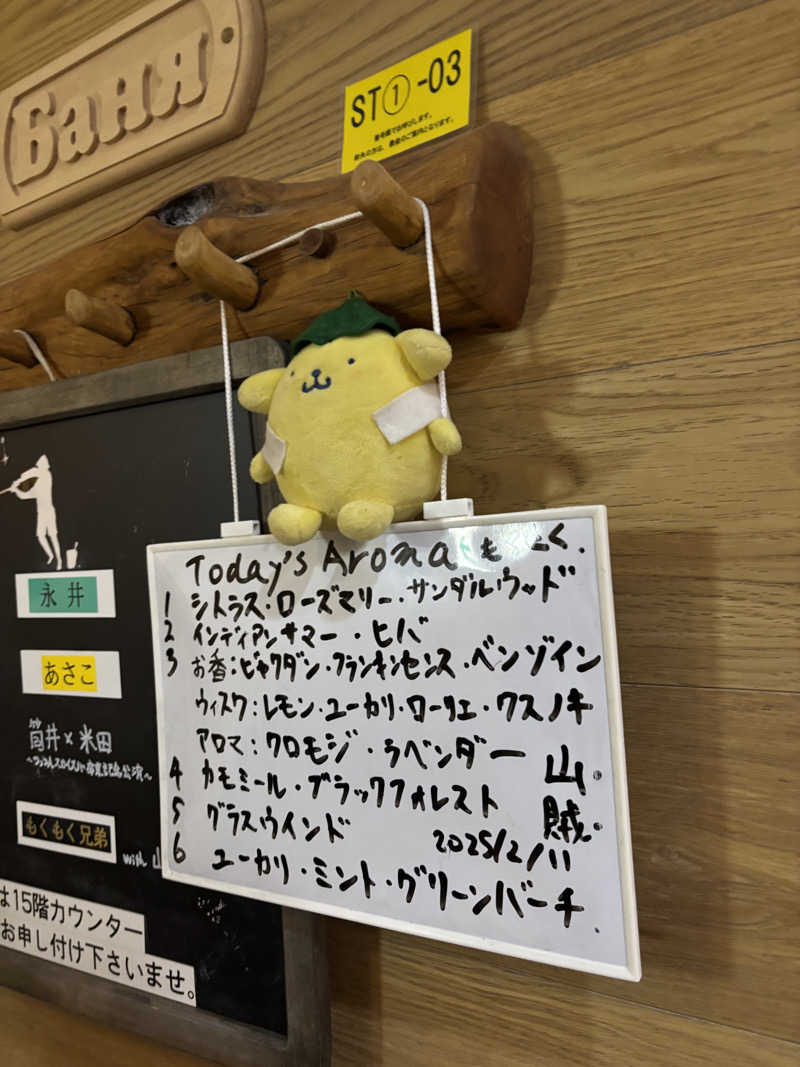 Баня
ST①-03
永井
あさこ
筒井×米田
もくもく兄弟
with 山
は15階カウンター
お申し付け下さいませ。
Today's Aroma もくもく.
1 シトラス・ローズマリー・サンダルウッド
2 インディアンサマー・ヒバ
3 お香:ビャクダン・フランキンセンス・ベンゾイン
ウィスク:レモン・ユーカリ・ローリエ・クスノキ
アロマ:クロモジ・ラベンダー
4 カモミール・ブラックフォレスト
5 グラスウインド
6 ユーカリ・ミント・グリーンバーチ.
山賊
2025/2/11